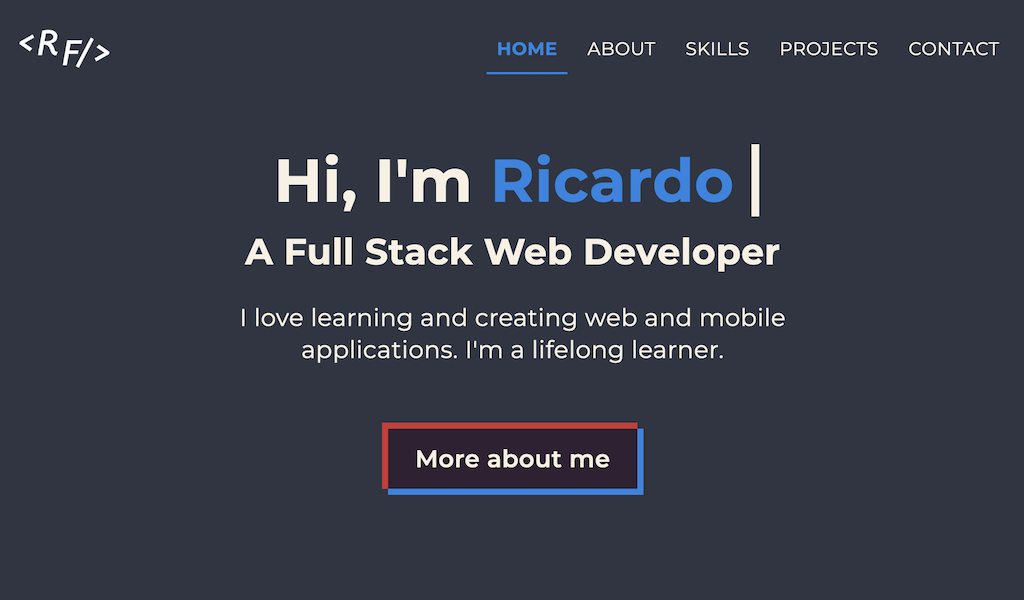 <RF/>
HOME ABOUT SKILLS PROJECTS CONTACT
Hi, I'm Ricardo
A Full Stack Web Developer
I love learning and creating web and mobile
applications. I'm a lifelong learner.
More about me